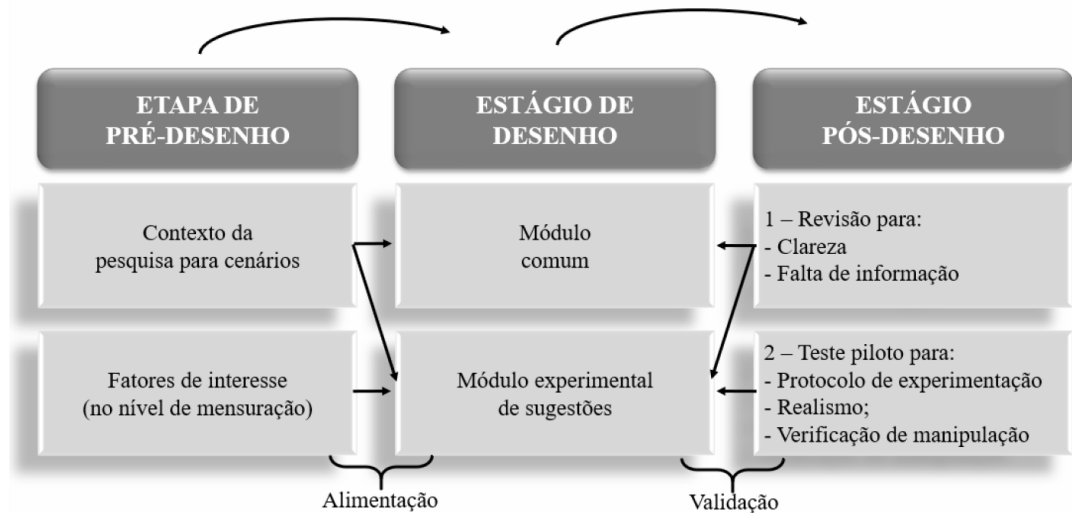 ETAPA DE
PRÉ-DESENHO
ESTÁGIO DE
DESENHO
ESTÁGIO
PÓS-DESENHO
Contexto da
pesquisa para cenários
Módulo
comum
1 – Revisão para:
- Clareza
- Falta de informação
Fatores de interesse
(no nível de mensuração)
Módulo experimental
de sugestões
2 – Teste piloto para:
- Protocolo de experimentação
- Realismo;
- Verificação de manipulação
Alimentação
Validação